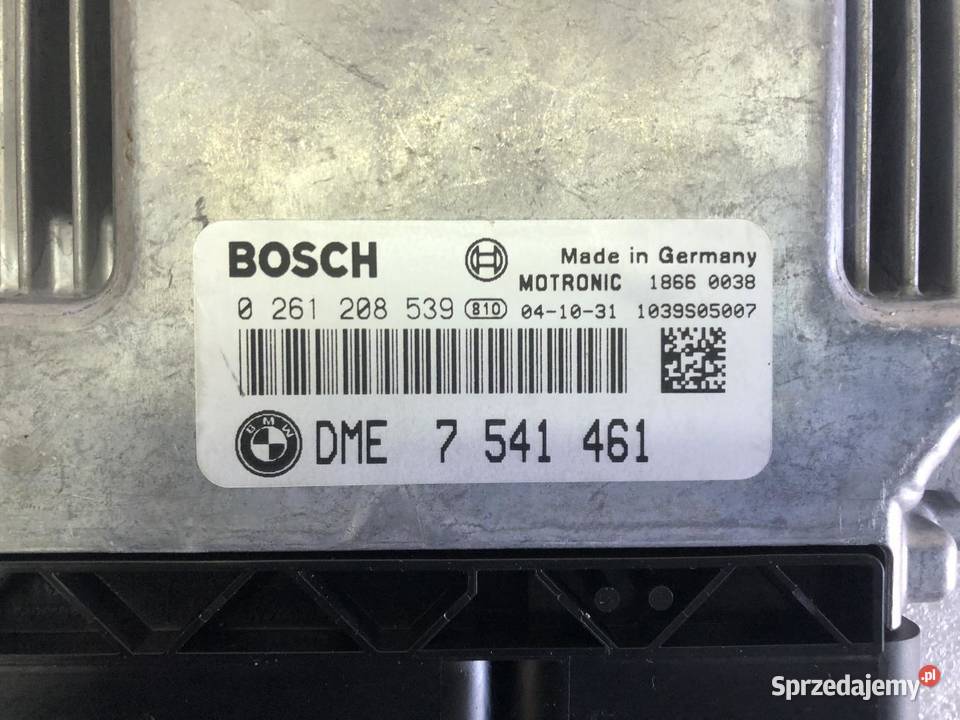 BOSCH
Made in Germany
MOTRONIC 1866 0038
0 261 208 539 810 04-10-31 1039S05007
BMW DME 7 541 461
Sprzedajemy.pl